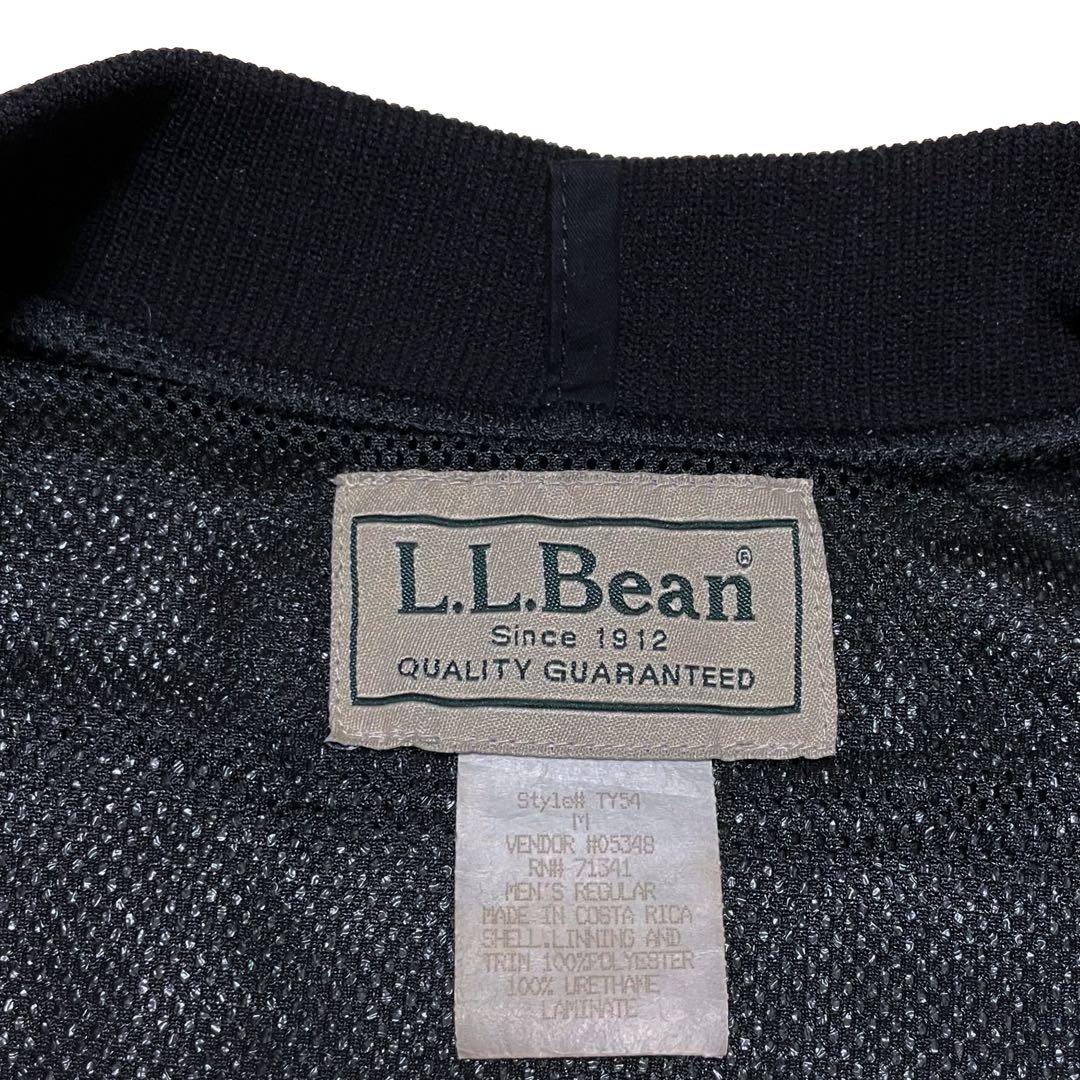 L.L.Bean®
Since 1912
QUALITY GUARANTEED
Style# TY54
M
VENDOR #05348
RN# 71341
MEN'S REGULAR
MADE IN COSTA RICA
SHELL.LINNING AND
TRIM 100%POLYESTER
100% URETHANE
LAMINATE